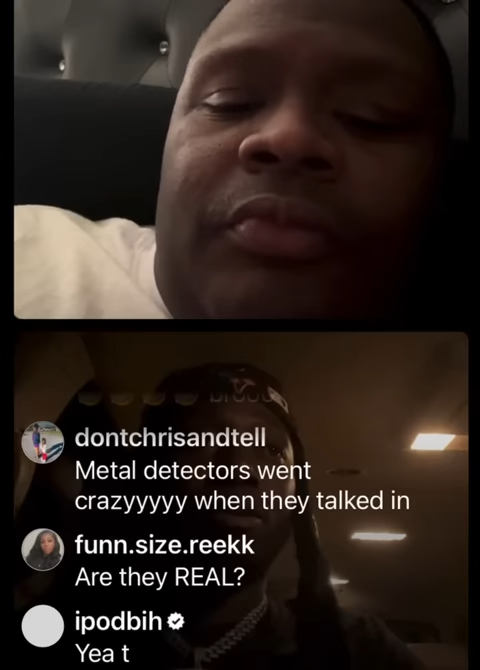 dontchrisandtell
Metal detectors went
crazyyyyy when they talked in
funn.size.reekk
Are they REAL?
ipodbih
Yea t